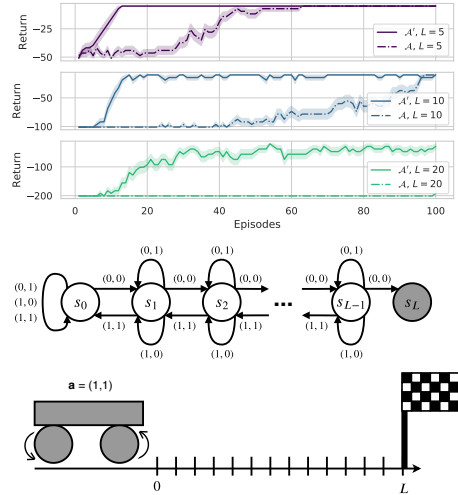 Return
−25
−50
𝒜′, L = 5
𝒜, L = 5
Return
−50
−100
𝒜′, L = 10
𝒜, L = 10
Return
−100
−200
𝒜′, L = 20
𝒜, L = 20
0 20 40 60 80 100
Episodes
(0, 1) (0, 1) (0, 1)
(0, 1) (0, 0) (0, 0) (0, 0) (0, 0) (0, 0)
(1, 0) s₀ s₁ s₂ ... s_{L−1} s_L
(1, 1) (1, 1) (1, 1) (1, 1) (1, 1)
(1, 0) (1, 0) (1, 0)
a = (1,1)
0 L